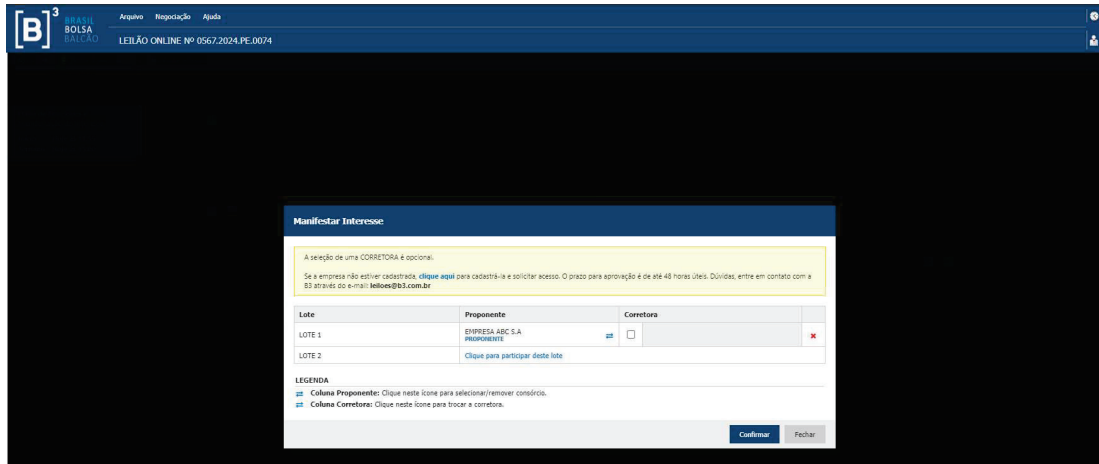 [B]³ BRASIL
BOLSA
BALCÃO
Arquivo Negociação Ajuda
LEILÃO ONLINE Nº 0567.2024.PE.0074
Manifestar Interesse
A seleção de uma CORRETORA é opcional.
Se a empresa não estiver cadastrada, clique aqui para cadastrá-la e solicitar acesso. O prazo para aprovação é de até 48 horas úteis. Dúvidas, entre em contato com a
B3 através do e-mail: leiloes@b3.com.br
Lote Proponente Corretora
LOTE 1 EMPRESA ABC S.A
PROPONENTE
LOTE 2 Clique para participar deste lote
LEGENDA
Coluna Proponente: Clique neste ícone para selecionar/remover consórcio.
Coluna Corretora: Clique neste ícone para trocar a corretora.
Confirmar Fechar